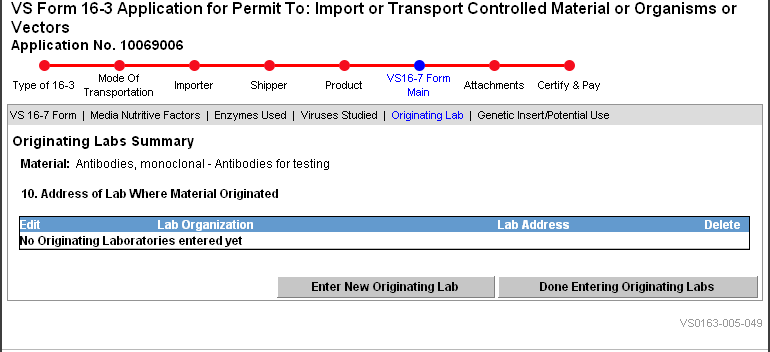 VS Form 16-3 Application for Permit To: Import or Transport Controlled Material or Organisms or
Vectors
Application No. 10069006
Type of 16-3
Mode Of
Transportation
Importer
Shipper
Product
VS16-7 Form
Main
Attachments
Certify & Pay
VS 16-7 Form | Media Nutritive Factors | Enzymes Used | Viruses Studied | Originating Lab | Genetic Insert/Potential Use
Originating Labs Summary
Material: Antibodies, monoclonal - Antibodies for testing
10. Address of Lab Where Material Originated
Edit Lab Organization Lab Address Delete
No Originating Laboratories entered yet
Enter New Originating Lab Done Entering Originating Labs
VS0163-005-049